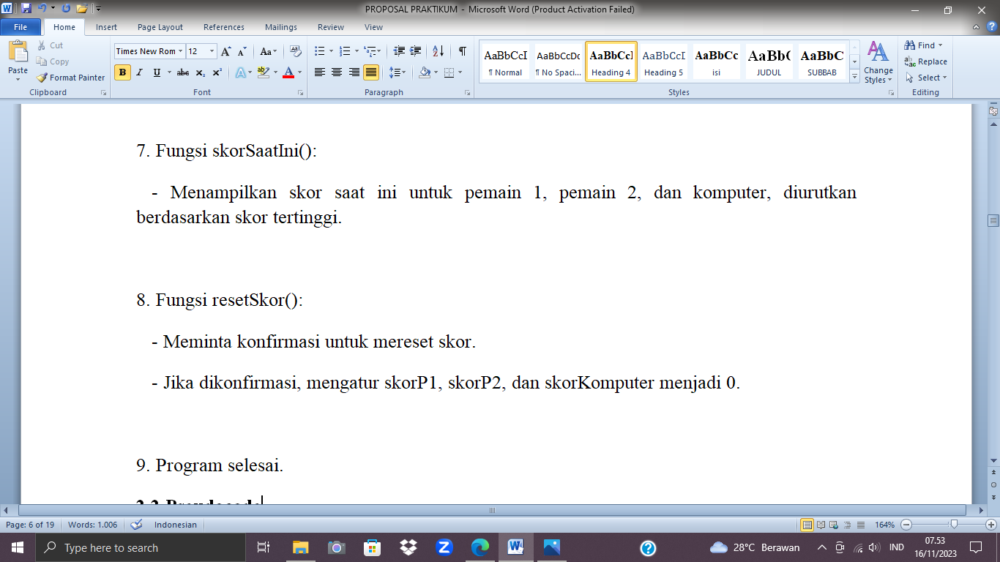 PROPOSAL PRAKTIKUM - Microsoft Word (Product Activation Failed)
File Home Insert Page Layout References Mailings Review View
Paste
Cut
Copy
Format Painter
Clipboard
Times New Rom 12
Font
Paragraph
AaBbCcI AaBbCcDc AaBbCcI AaBbCcI AaBbCc AaBb( AaBbC
¶ Normal ¶ No Spaci... Heading 4 Heading 5 isi JUDUL SUBBAB
Change Styles
Styles
Find
Replace
Select
Editing
7. Fungsi skorSaatIni():
- Menampilkan skor saat ini untuk pemain 1, pemain 2, dan komputer, diurutkan
berdasarkan skor tertinggi.
8. Fungsi resetSkor():
- Meminta konfirmasi untuk mereset skor.
- Jika dikonfirmasi, mengatur skorP1, skorP2, dan skorKomputer menjadi 0.
9. Program selesai.
Page: 6 of 19 Words: 1.006 Indonesian 164%
Type here to search
28°C Berawan IND 07.53
16/11/2023